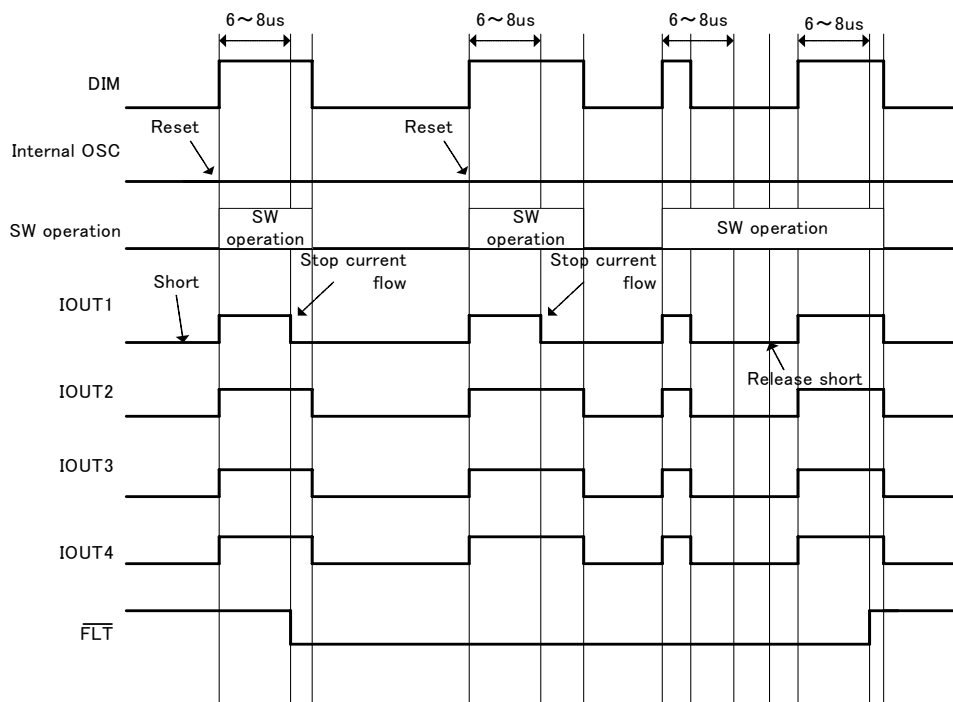 6～8us 6～8us 6～8us 6～8us
DIM
Reset Reset
Internal OSC
SW operation
SW
operation
SW
operation
SW operation
Stop current
flow
Stop current
flow
Short
IOUT1
Release short
IOUT2
IOUT3
IOUT4
FLT